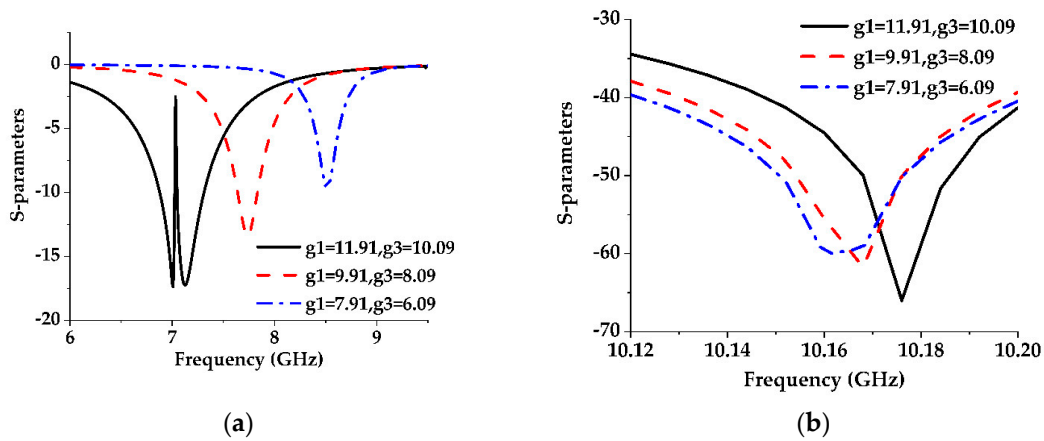 S-parameters
0
-5
-10
-15
-20
6
7
8
9
Frequency (GHz)
g1=11.91,g3=10.09
g1=9.91,g3=8.09
g1=7.91,g3=6.09
(a)
S-parameters
-30
-40
-50
-60
-70
10.12
10.14
10.16
10.18
10.20
Frequency (GHz)
g1=11.91,g3=10.09
g1=9.91,g3=8.09
g1=7.91,g3=6.09
(b)